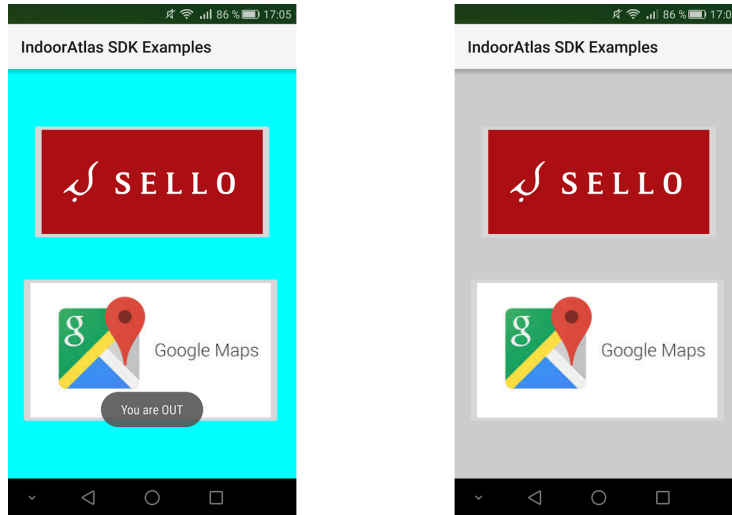 86 % 17:05
IndoorAtlas SDK Examples
SELLO
g
Google Maps
You are OUT
86 % 17:0
IndoorAtlas SDK Examples
SELLO
g
Google Maps